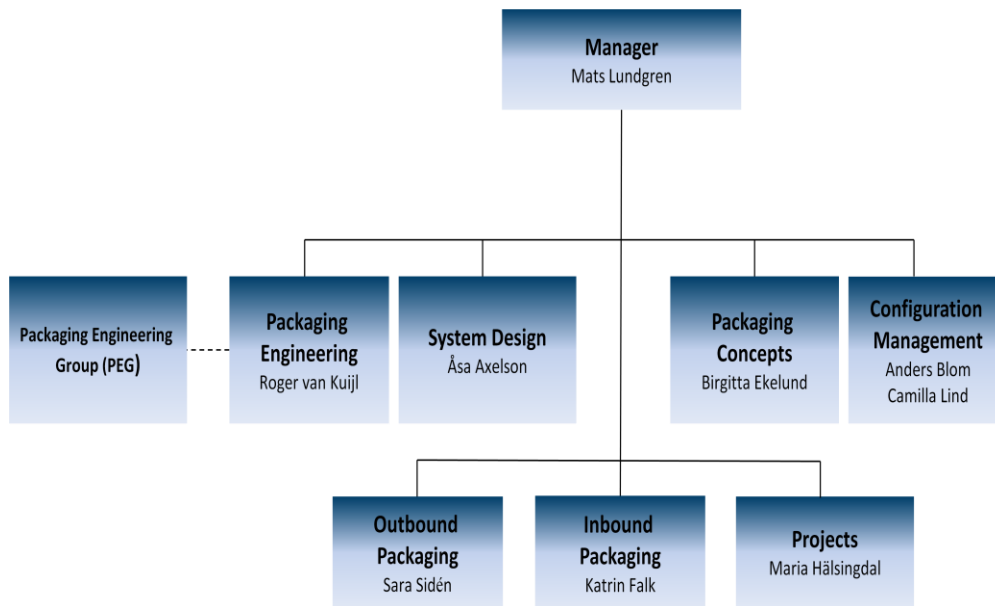 Manager
Mats Lundgren
Packaging Engineering
Group (PEG)
Packaging
Engineering
Roger van Kuijl
System Design
Åsa Axelson
Packaging
Concepts
Birgitta Ekelund
Configuration
Management
Anders Blom
Camilla Lind
Outbound
Packaging
Sara Sidén
Inbound
Packaging
Katrin Falk
Projects
Maria Hälsingdal